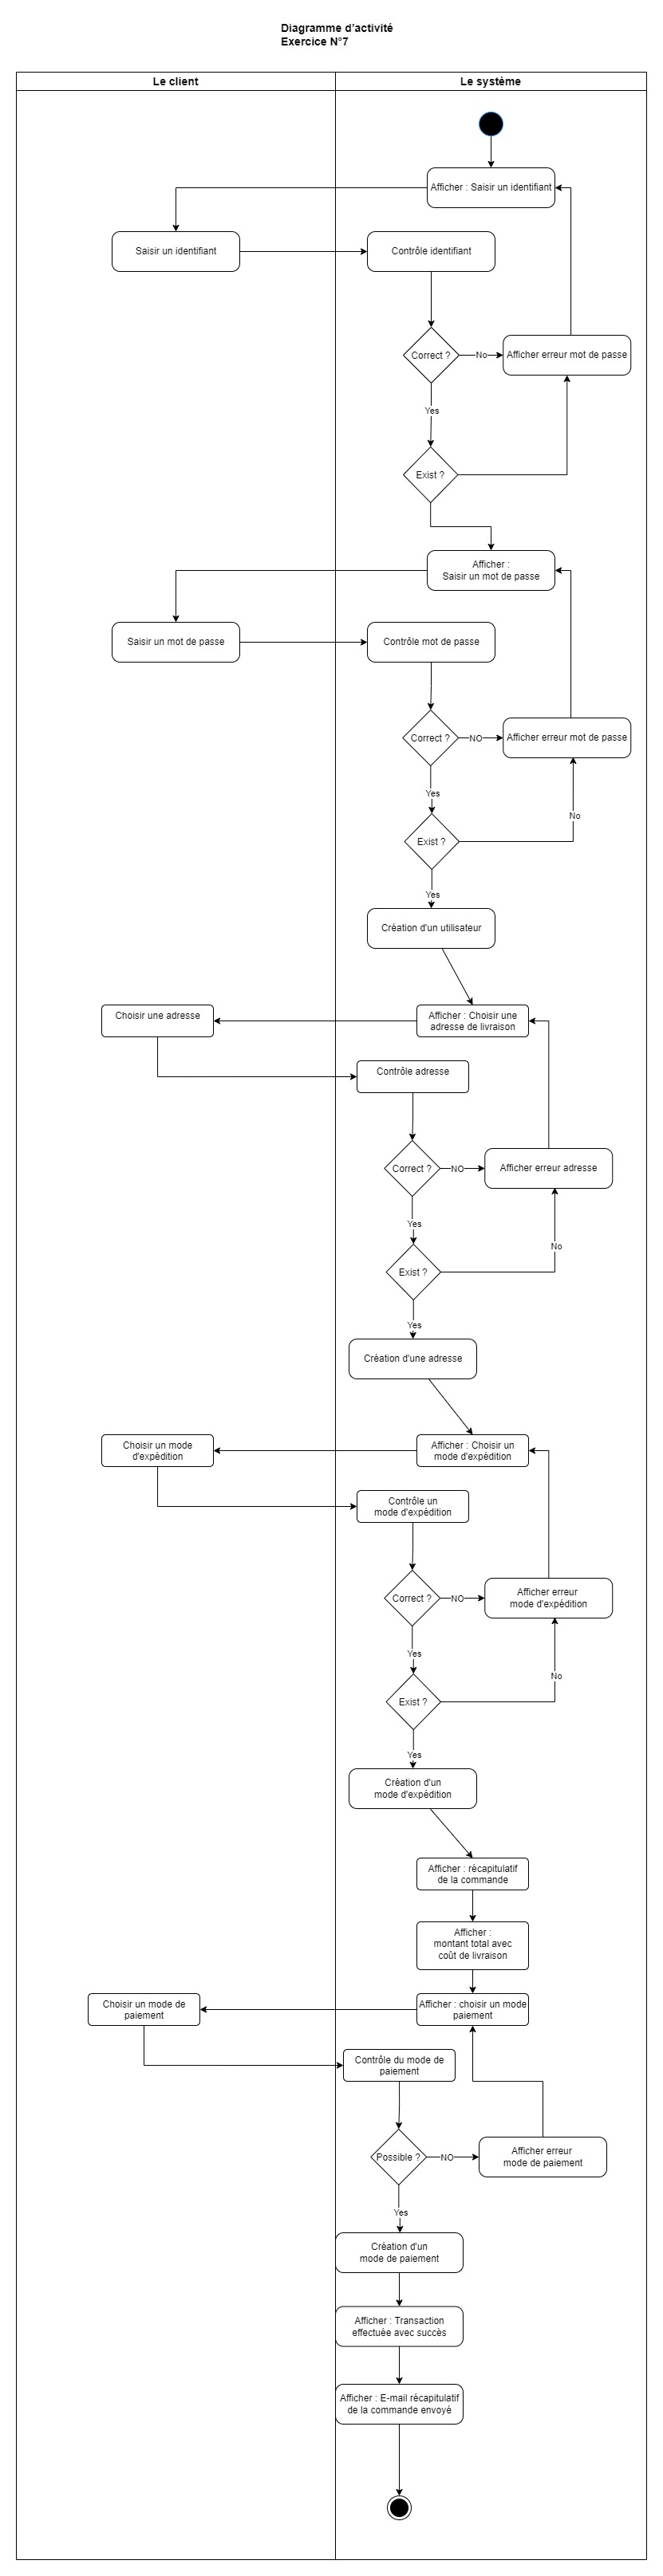 Diagramme d'activité
Exercice N°7
Le client
Le système
Afficher : Saisir un identifiant
Saisir un identifiant
Contrôle identifiant
Correct ?
No
Afficher erreur mot de passe
Yes
Exist ?
Afficher :
Saisir un mot de passe
Saisir un mot de passe
Contrôle mot de passe
Correct ?
NO
Afficher erreur mot de passe
Yes
No
Exist ?
Yes
Création d'un utilisateur
Choisir une adresse
Afficher : Choisir une
adresse de livraison
Contrôle adresse
Correct ?
NO
Afficher erreur adresse
Yes
No
Exist ?
Yes
Création d'une adresse
Choisir un mode
d'expédition
Afficher : Choisir un
mode d'expédition
Contrôle un
mode d'expédition
Correct ?
NO
Afficher erreur
mode d'expédition
Yes
No
Exist ?
Yes
Création d'un
mode d'expédition
Afficher : récapitulatif
de la commande
Afficher :
montant total avec
coût de livraison
Choisir un mode de
paiement
Afficher : choisir un mode
paiement
Contrôle du mode de
paiement
Possible ?
NO
Afficher erreur
mode de paiement
Yes
Création d'un
mode de paiement
Afficher : Transaction
effectuée avec succès
Afficher : E-mail récapitulatif
de la commande envoyé